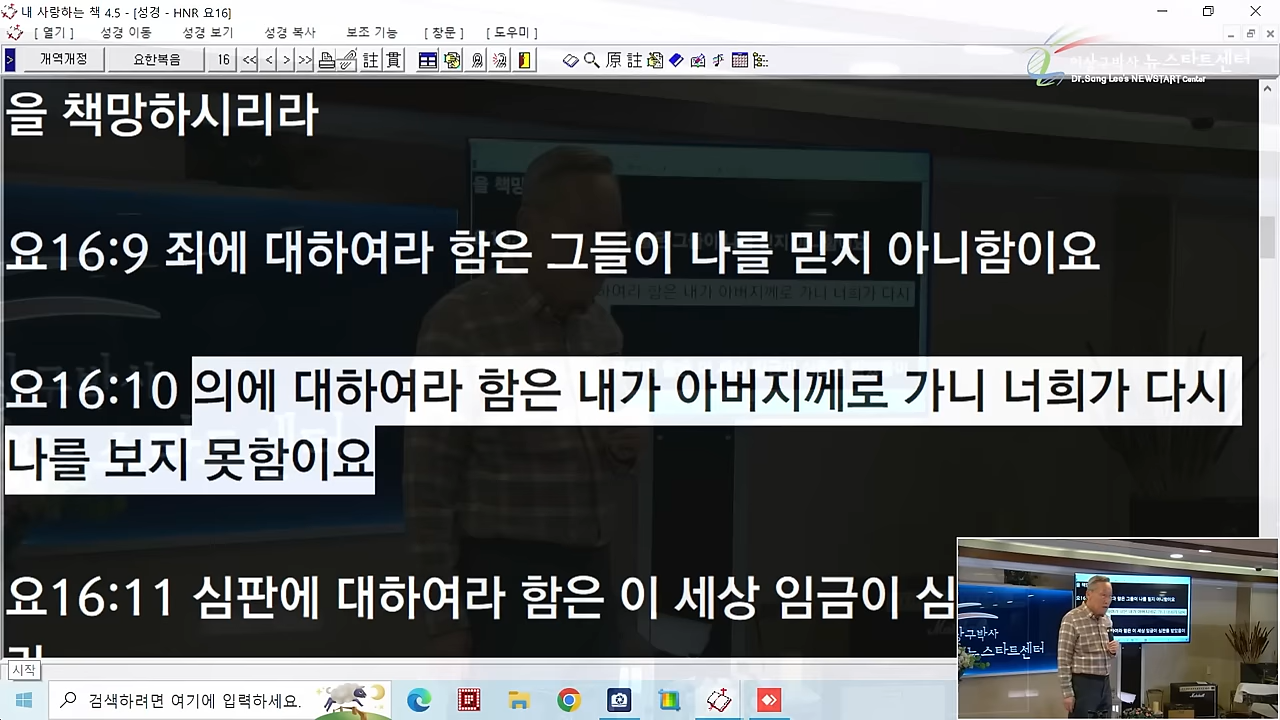 내 사랑하는 책 4.5 - [성경 - HNR 요16]
[ 열기 ] 성경 이동 성경 보기 성경 복사 보조 기능 [ 창문 ] [ 도우미 ]
개역개정 요한복음 16 << < > >> 註 貫 原 註
이상구박사 뉴스타트센터
Dr.Sang Lee's NEWSTART Center
을 책망하시리라
요16:9 죄에 대하여라 함은 그들이 나를 믿지 아니함이요
요16:10 의에 대하여라 함은 내가 아버지께로 가니 너희가 다시
나를 보지 못함이요
요16:11 심판에 대하여라 함은 이 세상 임금이 심
시작
검색하려면 여기에 입력하세요.